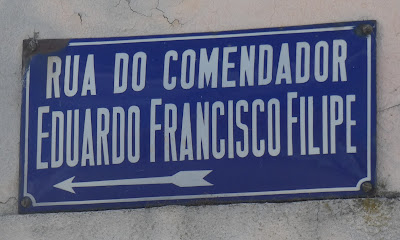 RUA DO COMENDADOR
EDUARDO FRANCISCO FILIPE